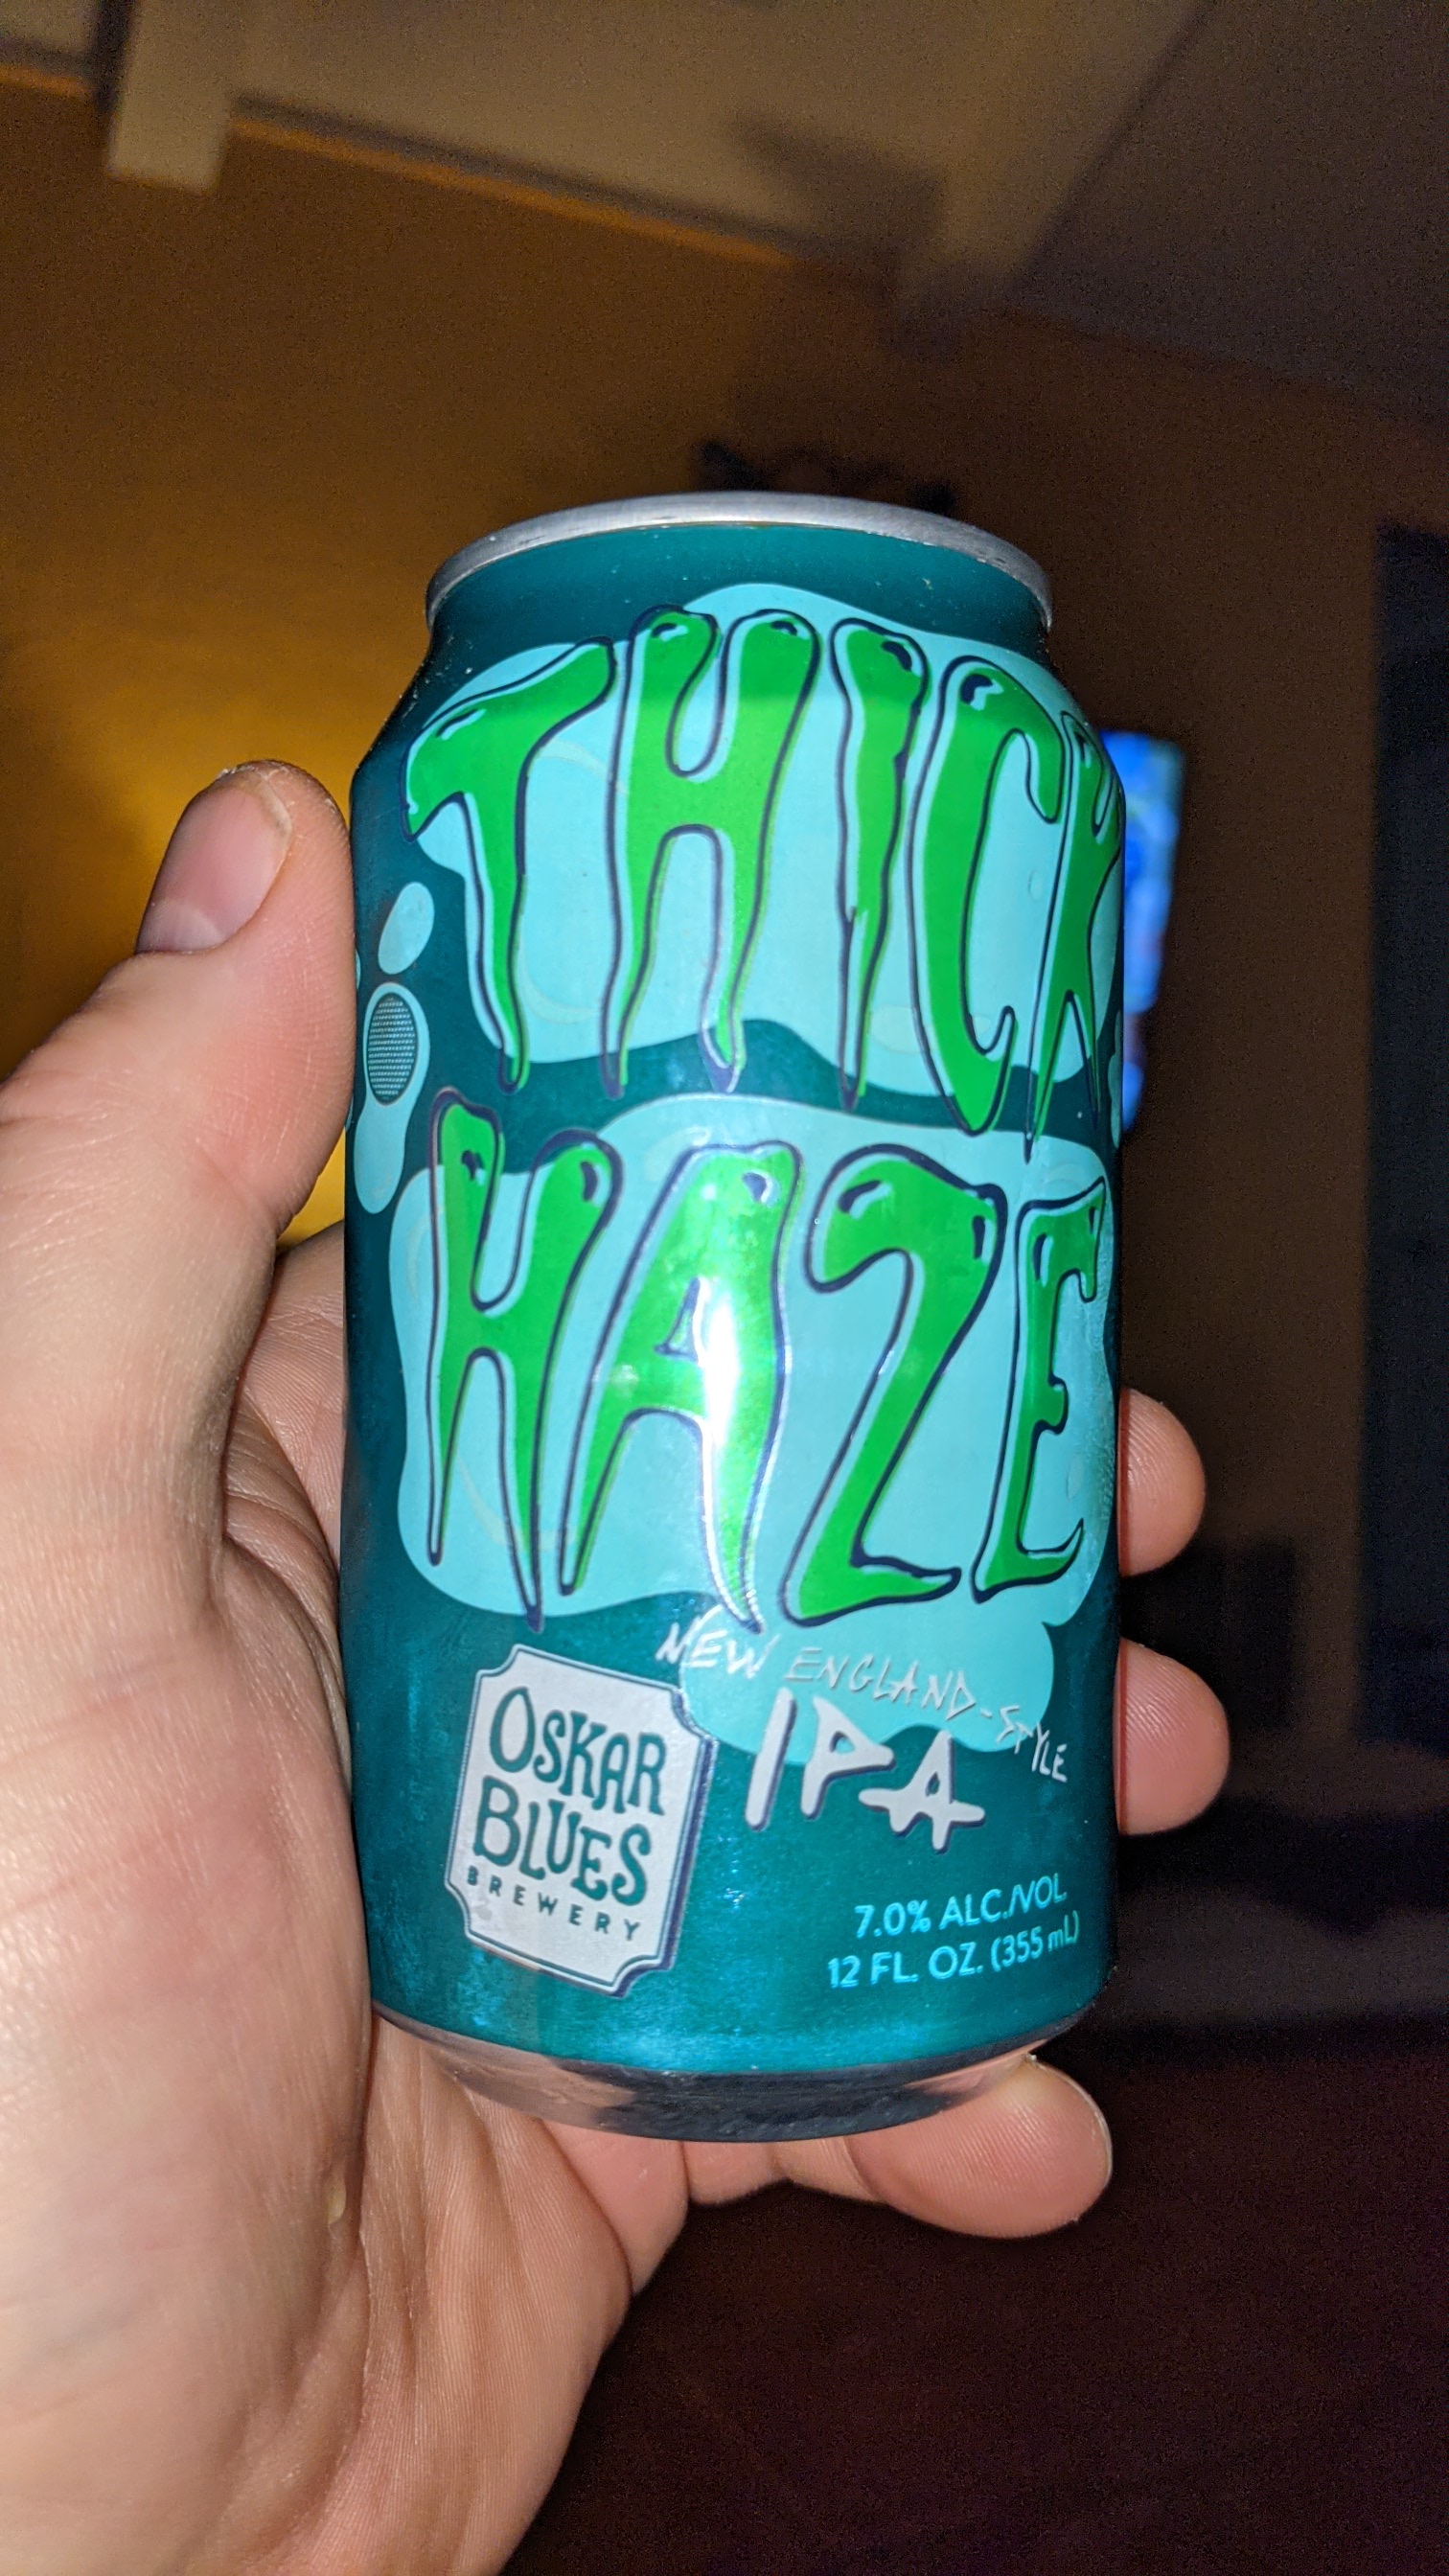 THICK
HAZE
NEW ENGLAND-STYLE
IPA
OSKAR
BLUES
BREWERY
7.0% ALC./VOL.
12 FL. OZ. (355 mL)